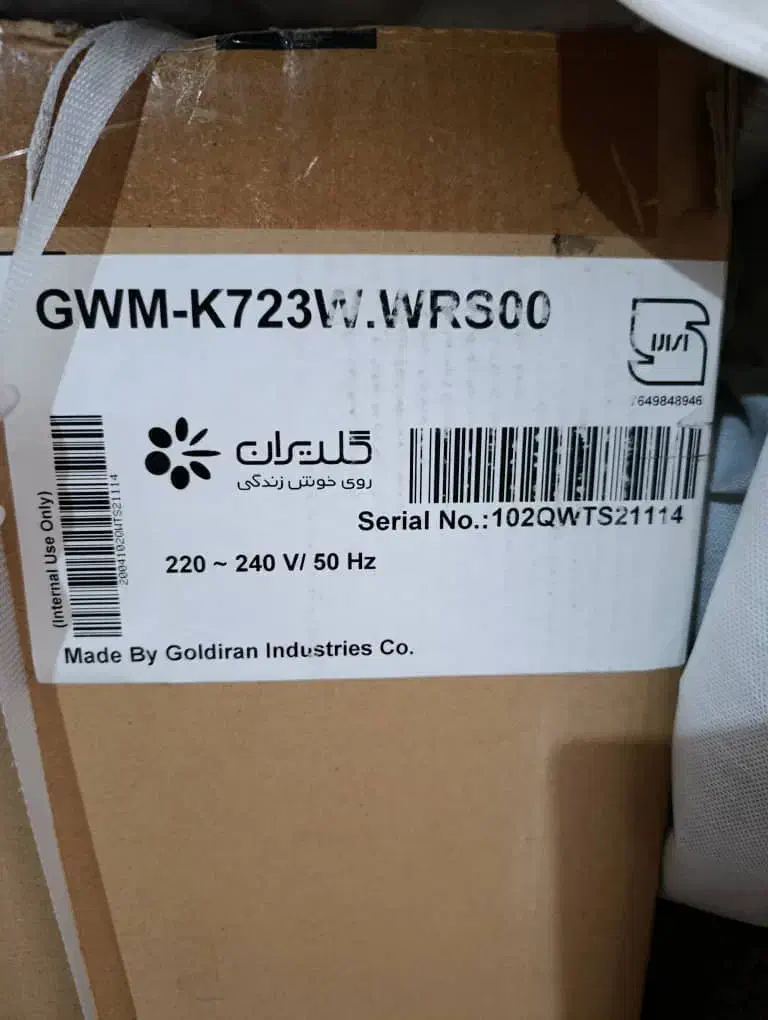 GWM-K723W.WRS00
7649848946
گلدیران
روی خوش زندگی
Serial No.:102QWTS21114
220 ~ 240 V/ 50 Hz
(Internal Use Only)
2004102QWTS21114
Made By Goldiran Industries Co.